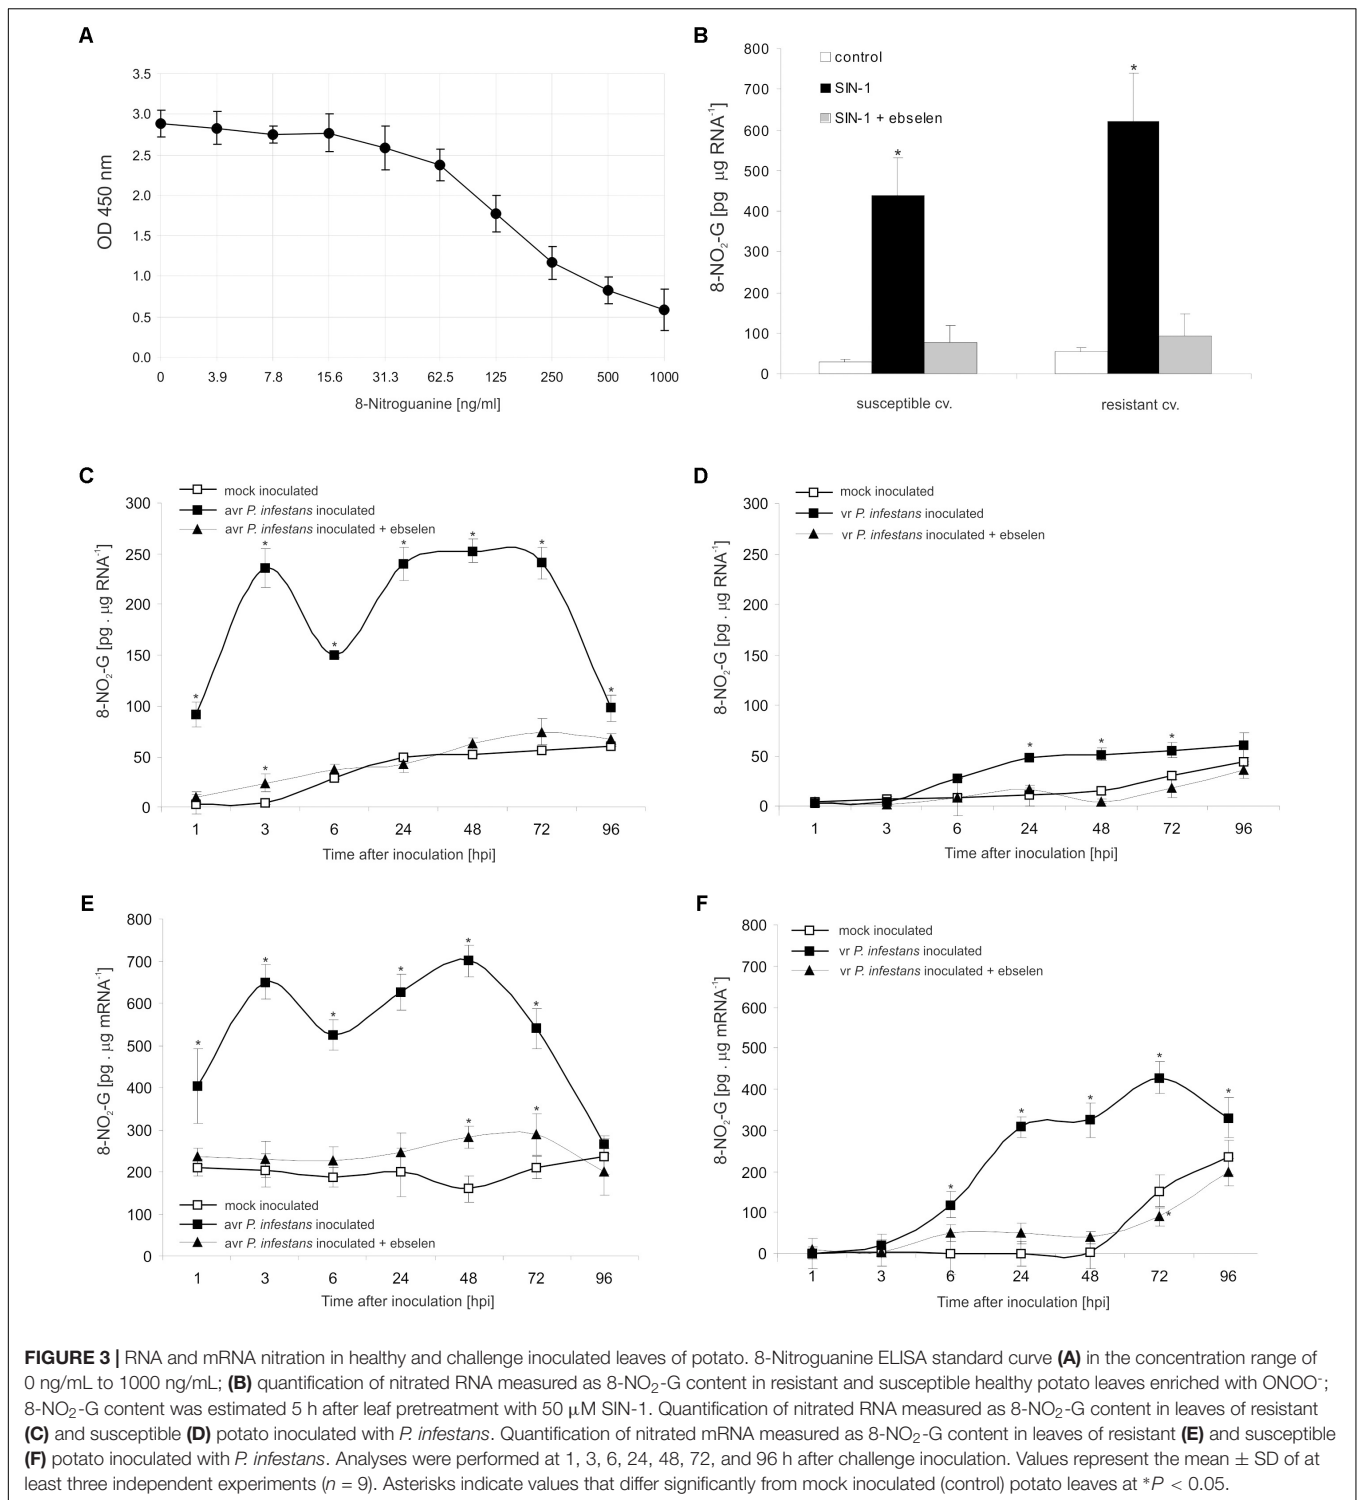 A
3.5
3.0
2.5
2.0
1.5
1.0
0.5
0.0
OD 450 nm
0 3.9 7.8 15.6 31.3 62.5 125 250 500 1000
8-Nitroguanine [ng/ml]
B
800
700
600
500
400
300
200
100
0
8-NO₂-G [pg µg RNA⁻¹]
control
SIN-1
SIN-1 + ebselen
*
*
susceptible cv. resistant cv.
C
mock inoculated
avr P. infestans inoculated
avr P. infestans inoculated + ebselen
300
250
200
150
100
50
0
8-NO₂-G [pg . µg RNA⁻¹]
* * * * * * * *
1 3 6 24 48 72 96
Time after inoculation [hpi]
D
mock inoculated
vr P. infestans inoculated
vr P. infestans inoculated + ebselen
300
250
200
150
100
50
0
8-NO₂-G [pg . µg RNA⁻¹]
* * *
1 3 6 24 48 72 96
Time after inoculation [hpi]
E
800
700
600
500
400
300
200
100
0
8-NO₂-G [pg . µg mRNA⁻¹]
* * * * * * * *
mock inoculated
avr P. infestans inoculated
avr P. infestans inoculated + ebselen
1 3 6 24 48 72 96
Time after inoculation [hpi]
F
mock inoculated
vr P. infestans inoculated
vr P. infestans inoculated + ebselen
800
700
600
500
400
300
200
100
0
8-NO₂-G [pg . µg mRNA⁻¹]
* * * * * *
1 3 6 24 48 72 96
Time after inoculation [hpi]
FIGURE 3 | RNA and mRNA nitration in healthy and challenge inoculated leaves of potato. 8-Nitroguanine ELISA standard curve (A) in the concentration range of
0 ng/mL to 1000 ng/mL; (B) quantification of nitrated RNA measured as 8-NO₂-G content in resistant and susceptible healthy potato leaves enriched with ONOO⁻;
8-NO₂-G content was estimated 5 h after leaf pretreatment with 50 µM SIN-1. Quantification of nitrated RNA measured as 8-NO₂-G content in leaves of resistant
(C) and susceptible (D) potato inoculated with P. infestans. Quantification of nitrated mRNA measured as 8-NO₂-G content in leaves of resistant (E) and susceptible
(F) potato inoculated with P. infestans. Analyses were performed at 1, 3, 6, 24, 48, 72, and 96 h after challenge inoculation. Values represent the mean ± SD of at
least three independent experiments (n = 9). Asterisks indicate values that differ significantly from mock inoculated (control) potato leaves at *P < 0.05.